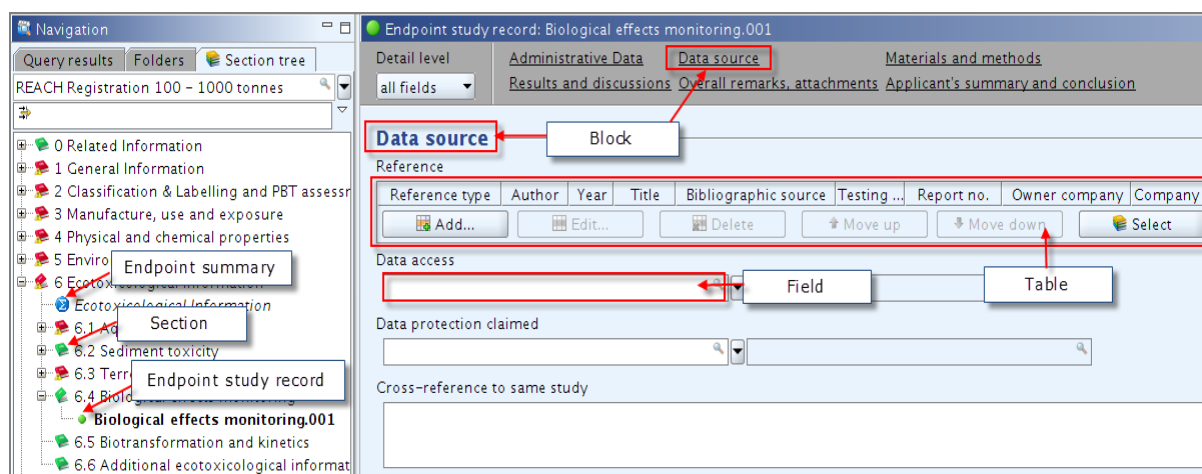 Navigation
Query results Folders Section tree
REACH Registration 100 - 1000 tonnes
0 Related Information
1 General Information
2 Classification & Labelling and PBT assessr
3 Manufacture, use and exposure
4 Physical and chemical properties
5 Enviro
Endpoint summary
6 Ecotoxicological Information
Ecotoxicological Information
6.1 Aq
Section
6.2 Sediment toxicity
6.3 Terre
Endpoint study record
6.4 Biological effects monitoring
Biological effects monitoring.001
6.5 Biotransformation and kinetics
6.6 Additional ecotoxicological informat
Endpoint study record: Biological effects monitoring.001
Detail level
all fields
Administrative Data Data source Materials and methods
Results and discussions Overall remarks, attachments Applicant's summary and conclusion
Data source
Block
Reference
Reference type Author Year Title Bibliographic source Testing ... Report no. Owner company Company
Add... Edit... Delete Move up Move down Select
Data access
Field
Table
Data protection claimed
Cross-reference to same study